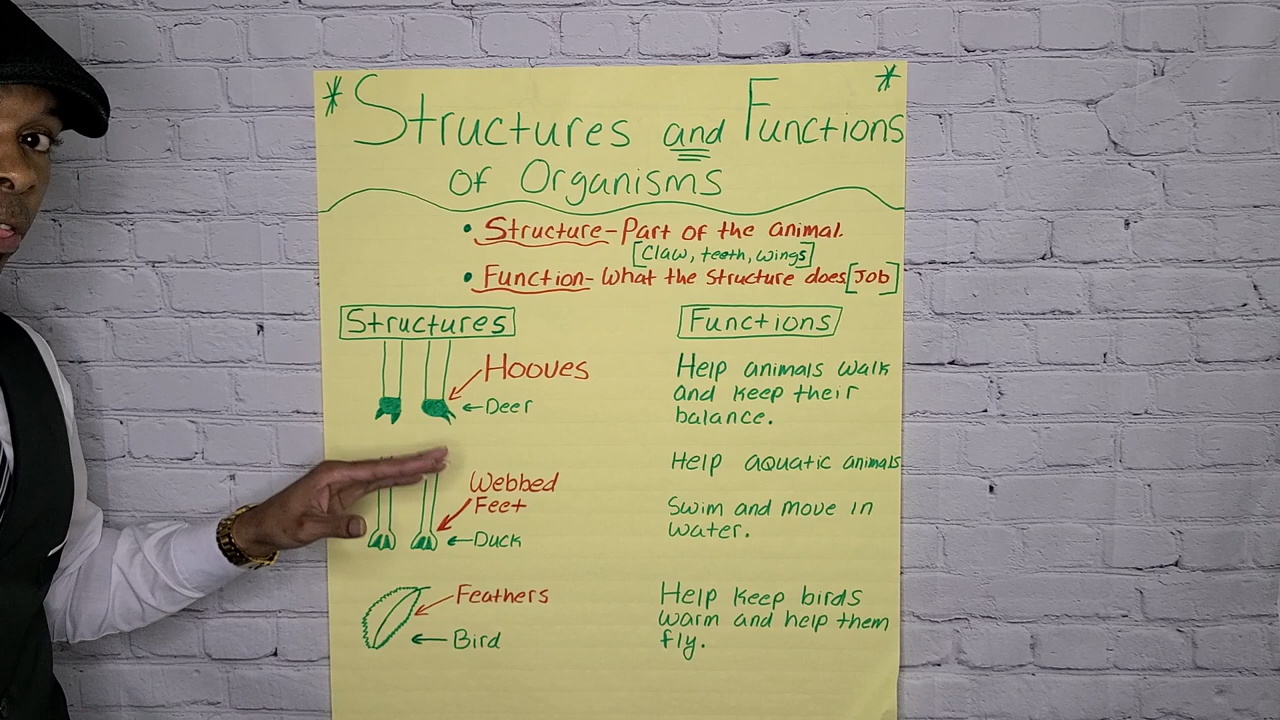 * Structures and Functions *
of Organisms
• Structure - Part of the animal.
[Claw, teeth, wings]
• Function - What the structure does [Job]
Structures
Functions
Hooves
Deer
Help animals walk
and keep their
balance.
Webbed
Feet
Duck
Help aquatic animals
Swim and move in
water.
Feathers
Bird
Help keep birds
warm and help them
fly.